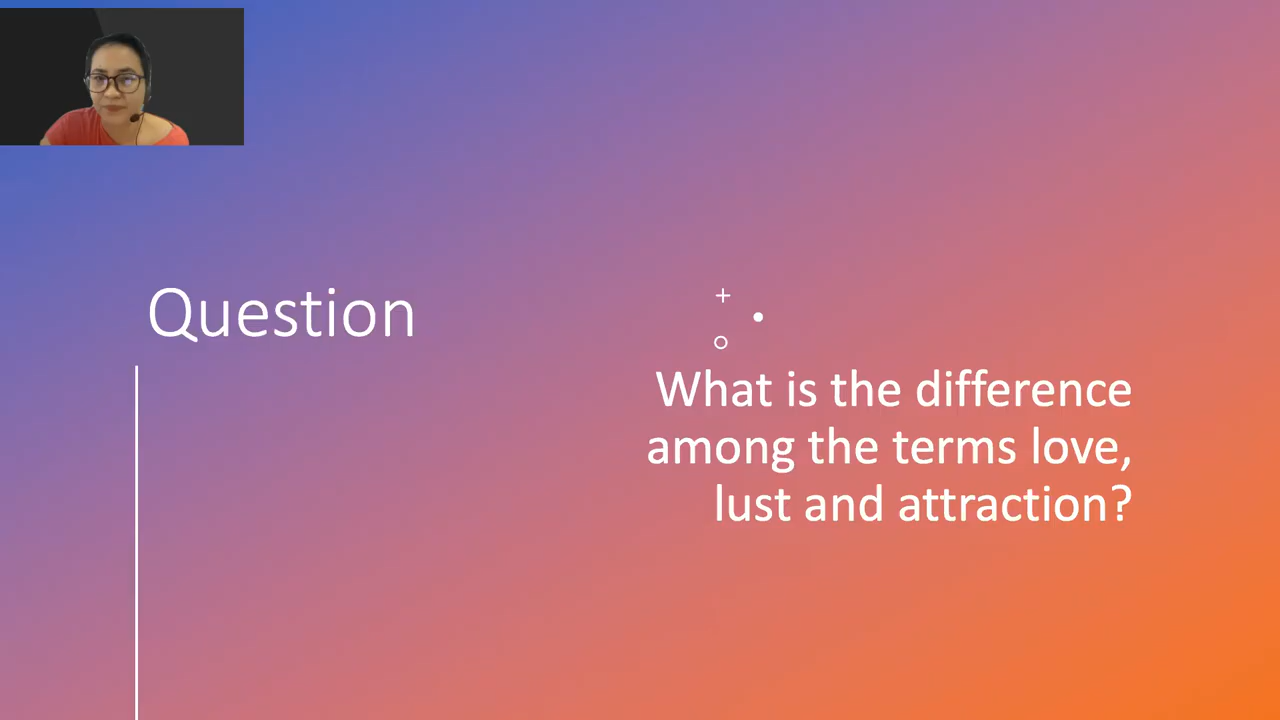 Question
What is the difference
among the terms love,
lust and attraction?